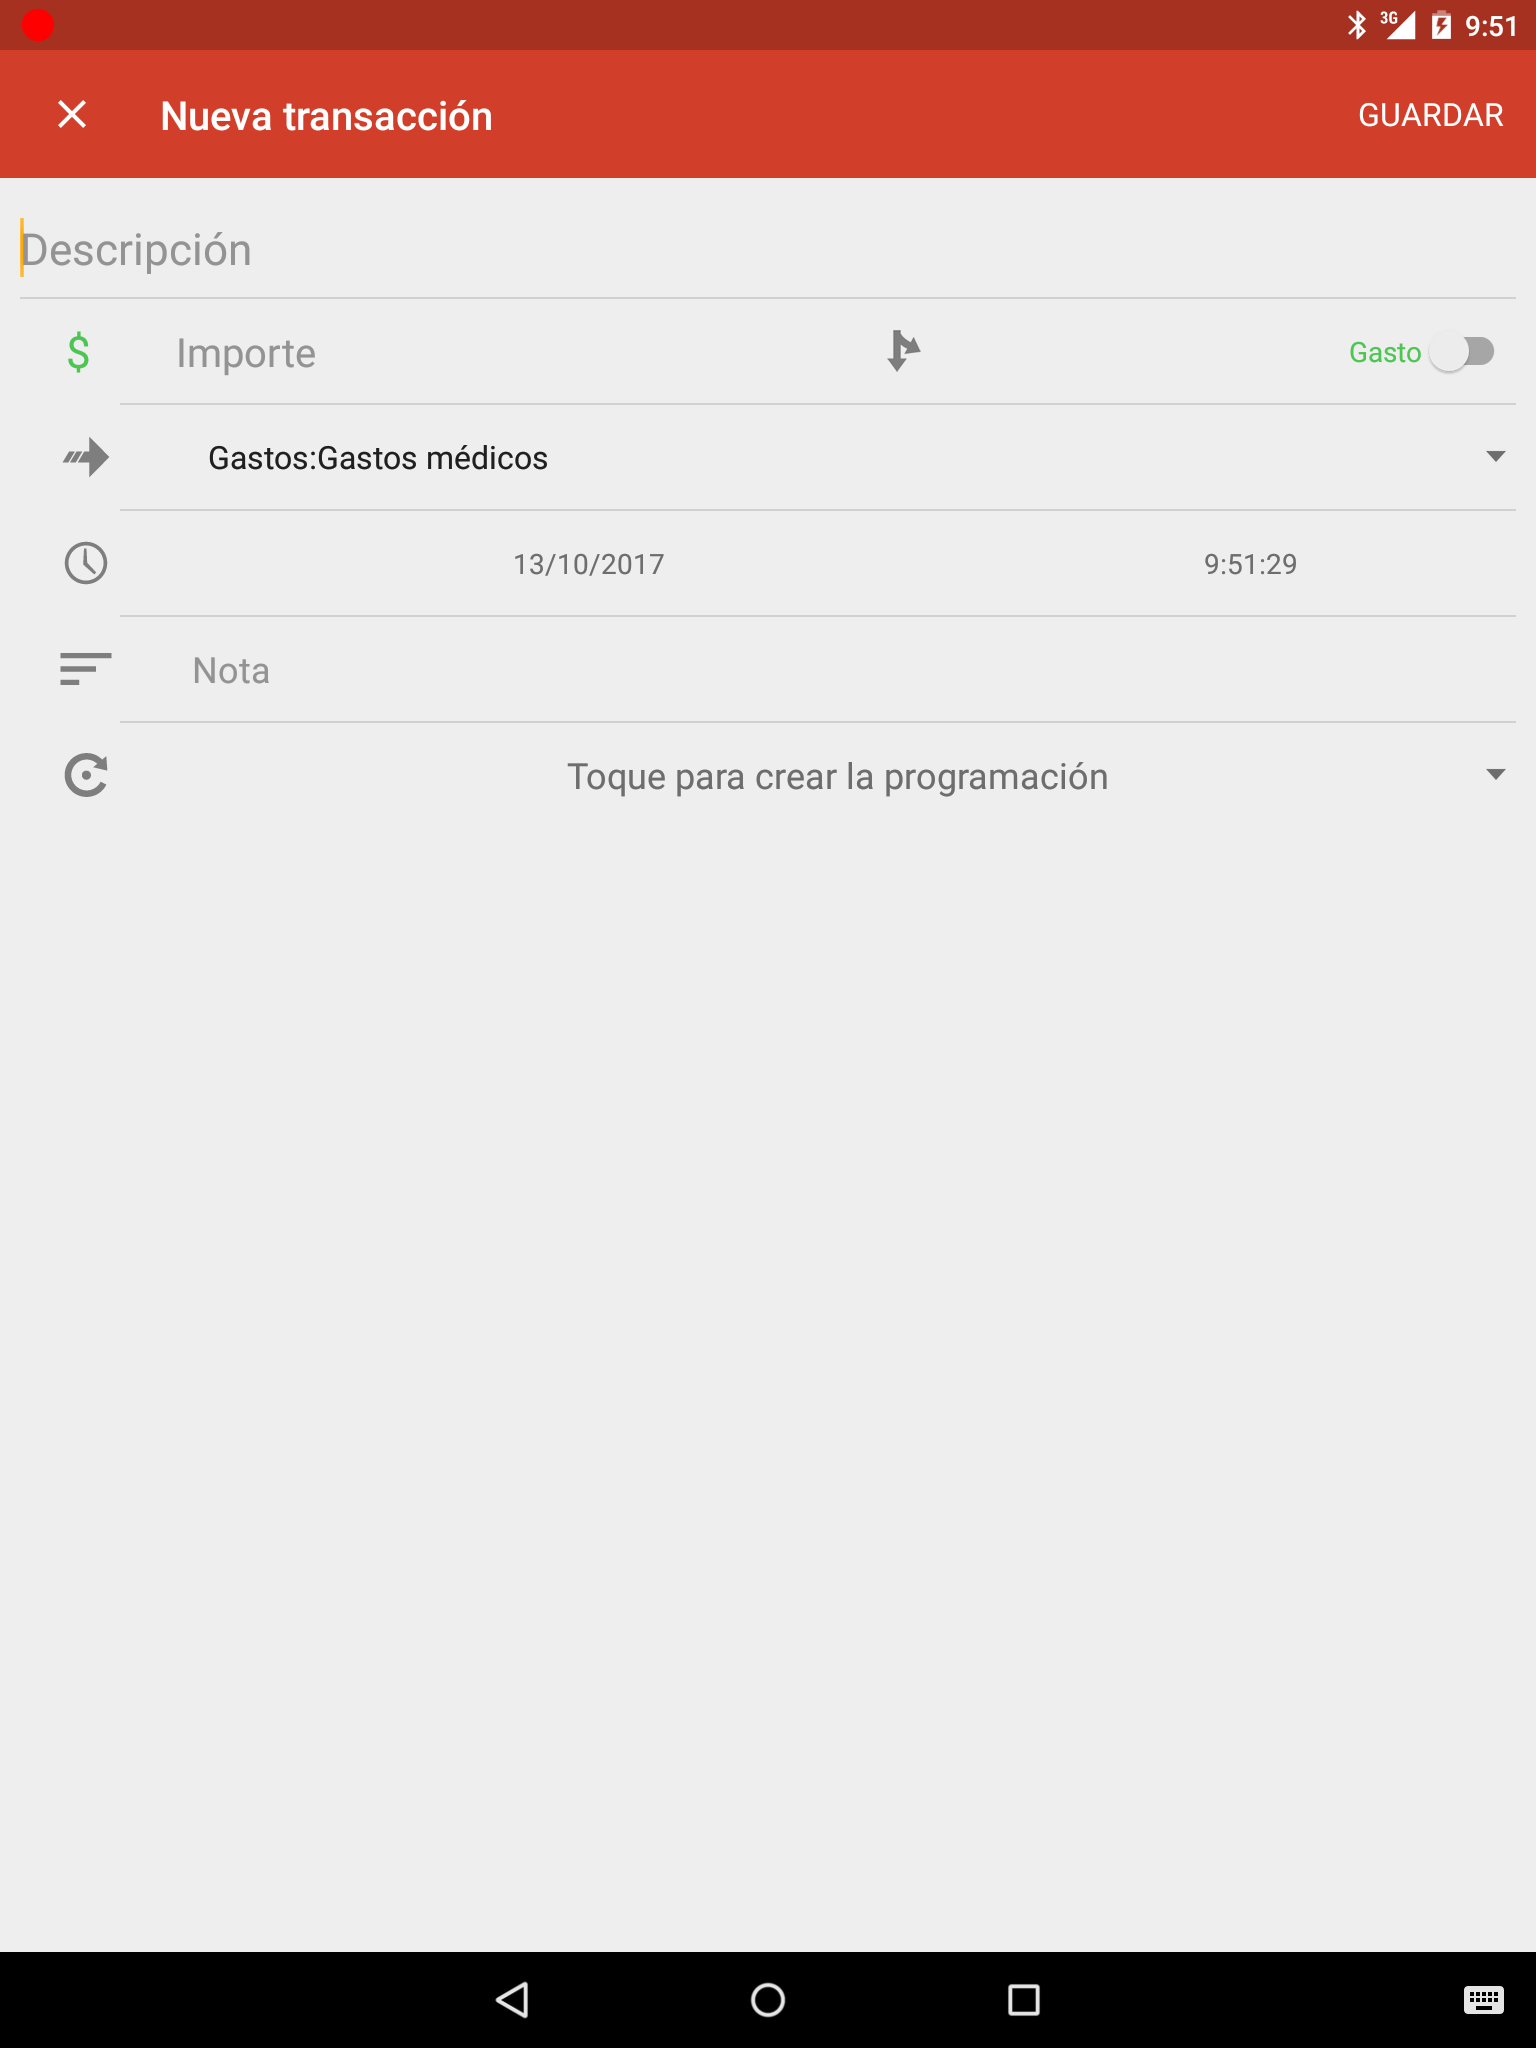 3G 9:51
Nueva transacción GUARDAR
Descripción
$ Importe Gasto
Gastos:Gastos médicos
13/10/2017 9:51:29
Nota
Toque para crear la programación